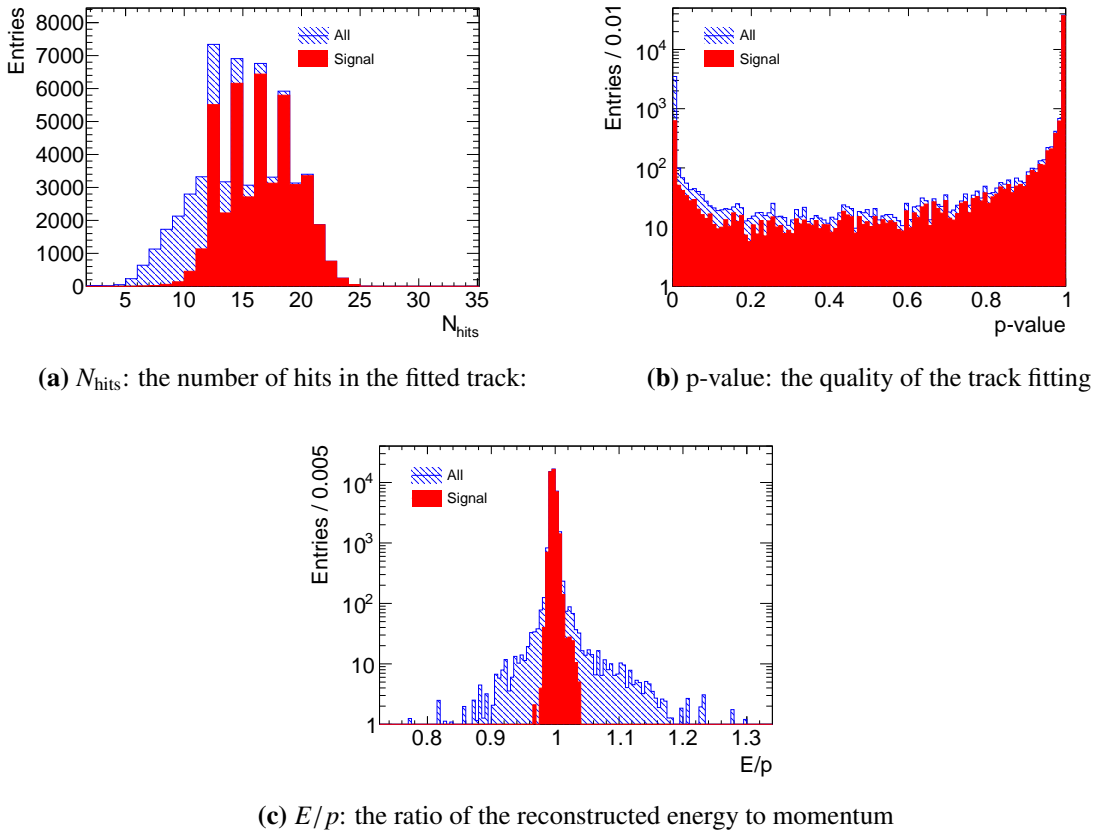 Entries
8000
7000
6000
5000
4000
3000
2000
1000
0
All
Signal
5 10 15 20 25 30 35
N_hits
(a) N_hits: the number of hits in the fitted track:
Entries / 0.01
10^4
10^3
10^2
10
1
All
Signal
0 0.2 0.4 0.6 0.8 1
p-value
(b) p-value: the quality of the track fitting
Entries / 0.005
10^4
10^3
10^2
10
1
All
Signal
0.8 0.9 1 1.1 1.2 1.3
E/p
(c) E/p: the ratio of the reconstructed energy to momentum